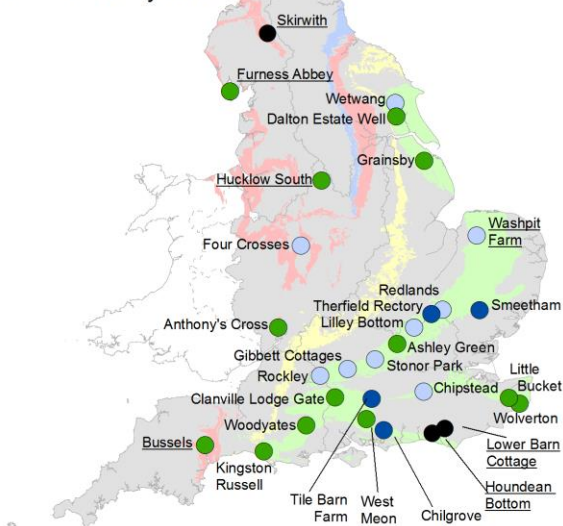 Skirwith
Furness Abbey
Wetwang
Dalton Estate Well
Grainsby
Hucklow South
Washpit
Farm
Four Crosses
Redlands
Therfield Rectory
Smeetham
Lilley Bottom
Anthony's Cross
Ashley Green
Gibbett Cottages
Stonor Park
Little
Bucket
Rockley
Chipstead
Clanville Lodge Gate
Wolverton
Woodyates
Bussels
Lower Barn
Cottage
Kingston
Russell
Houndean
Bottom
Tile Barn
Farm
West
Meon
Chilgrove